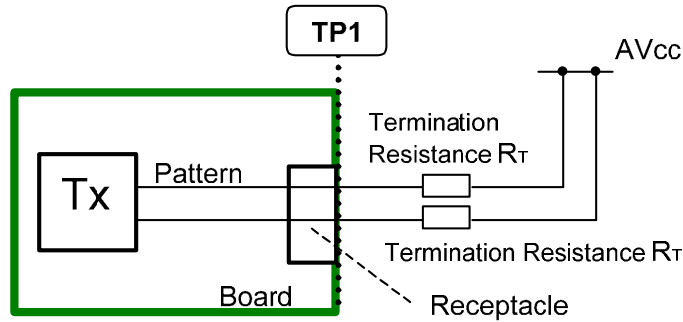 TP1
AVcc
Termination
Resistance RT
Pattern
Tx
Termination Resistance RT
Board
Receptacle